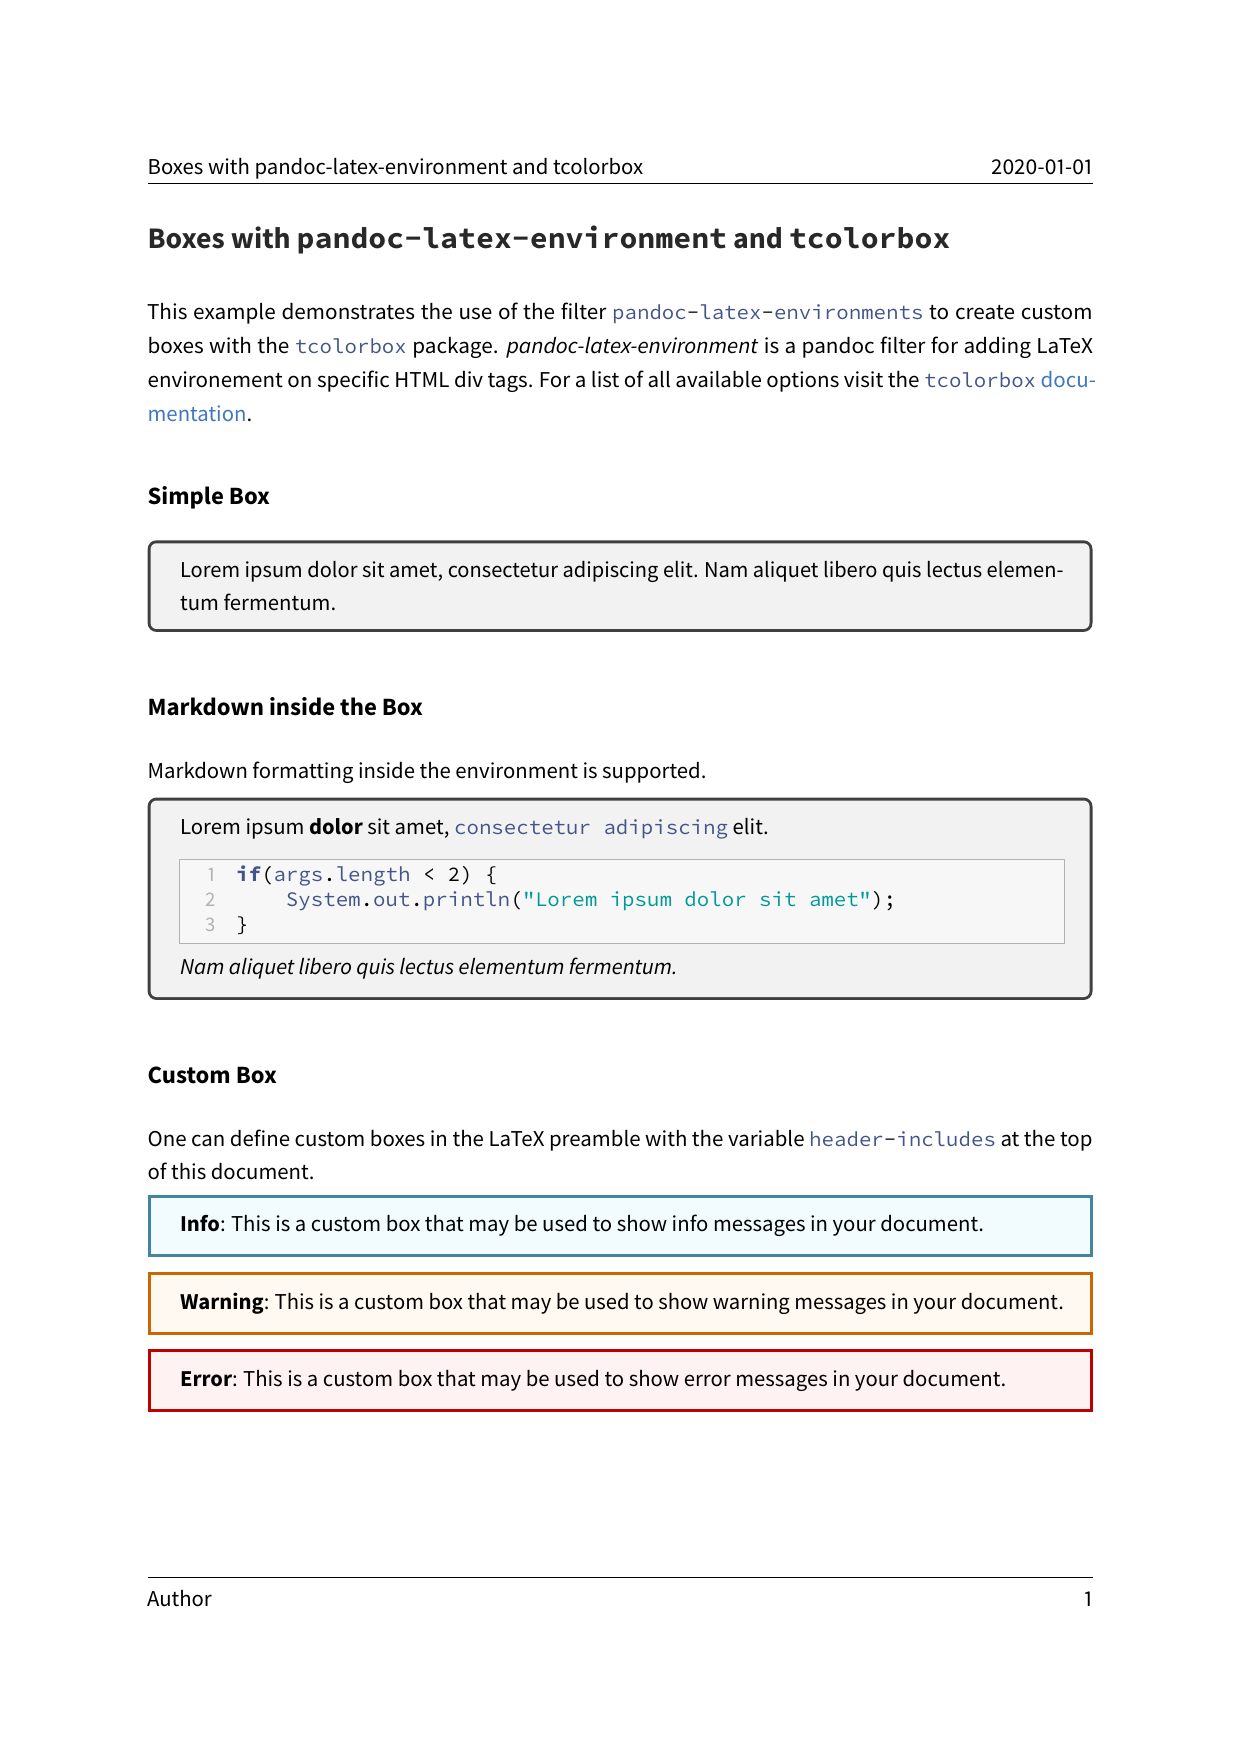 Boxes with pandoc-latex-environment and tcolorbox 2020-01-01
Boxes with pandoc-latex-environment and tcolorbox
This example demonstrates the use of the filter pandoc-latex-environments to create custom
boxes with the tcolorbox package. pandoc-latex-environment is a pandoc filter for adding LaTeX
environement on specific HTML div tags. For a list of all available options visit the tcolorbox docu-
mentation.
Simple Box
Lorem ipsum dolor sit amet, consectetur adipiscing elit. Nam aliquet libero quis lectus elemen-
tum fermentum.
Markdown inside the Box
Markdown formatting inside the environment is supported.
Lorem ipsum dolor sit amet, consectetur adipiscing elit.
1 if(args.length < 2) {
2     System.out.println("Lorem ipsum dolor sit amet");
3 }
Nam aliquet libero quis lectus elementum fermentum.
Custom Box
One can define custom boxes in the LaTeX preamble with the variable header-includes at the top
of this document.
Info: This is a custom box that may be used to show info messages in your document.
Warning: This is a custom box that may be used to show warning messages in your document.
Error: This is a custom box that may be used to show error messages in your document.
Author 1